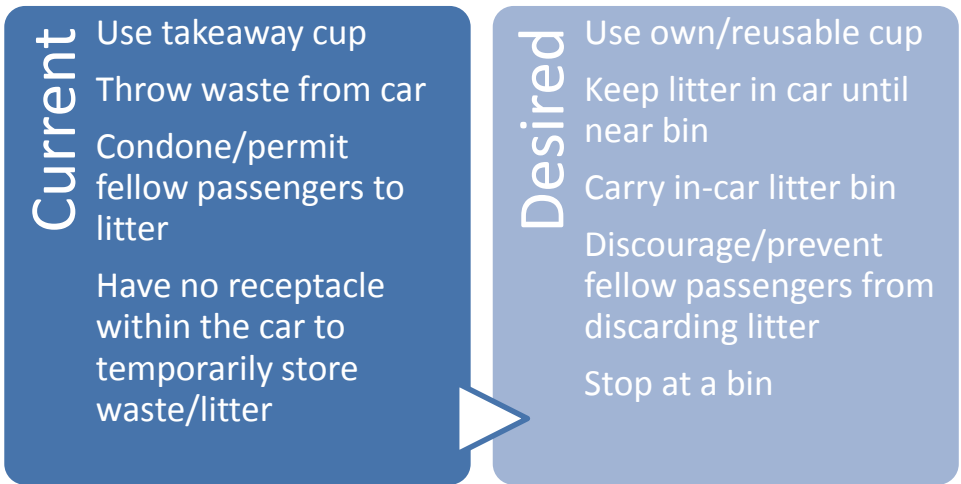 Current
Use takeaway cup
Throw waste from car
Condone/permit
fellow passengers to
litter
Have no receptacle
within the car to
temporarily store
waste/litter
Desired
Use own/reusable cup
Keep litter in car until
near bin
Carry in-car litter bin
Discourage/prevent
fellow passengers from
discarding litter
Stop at a bin